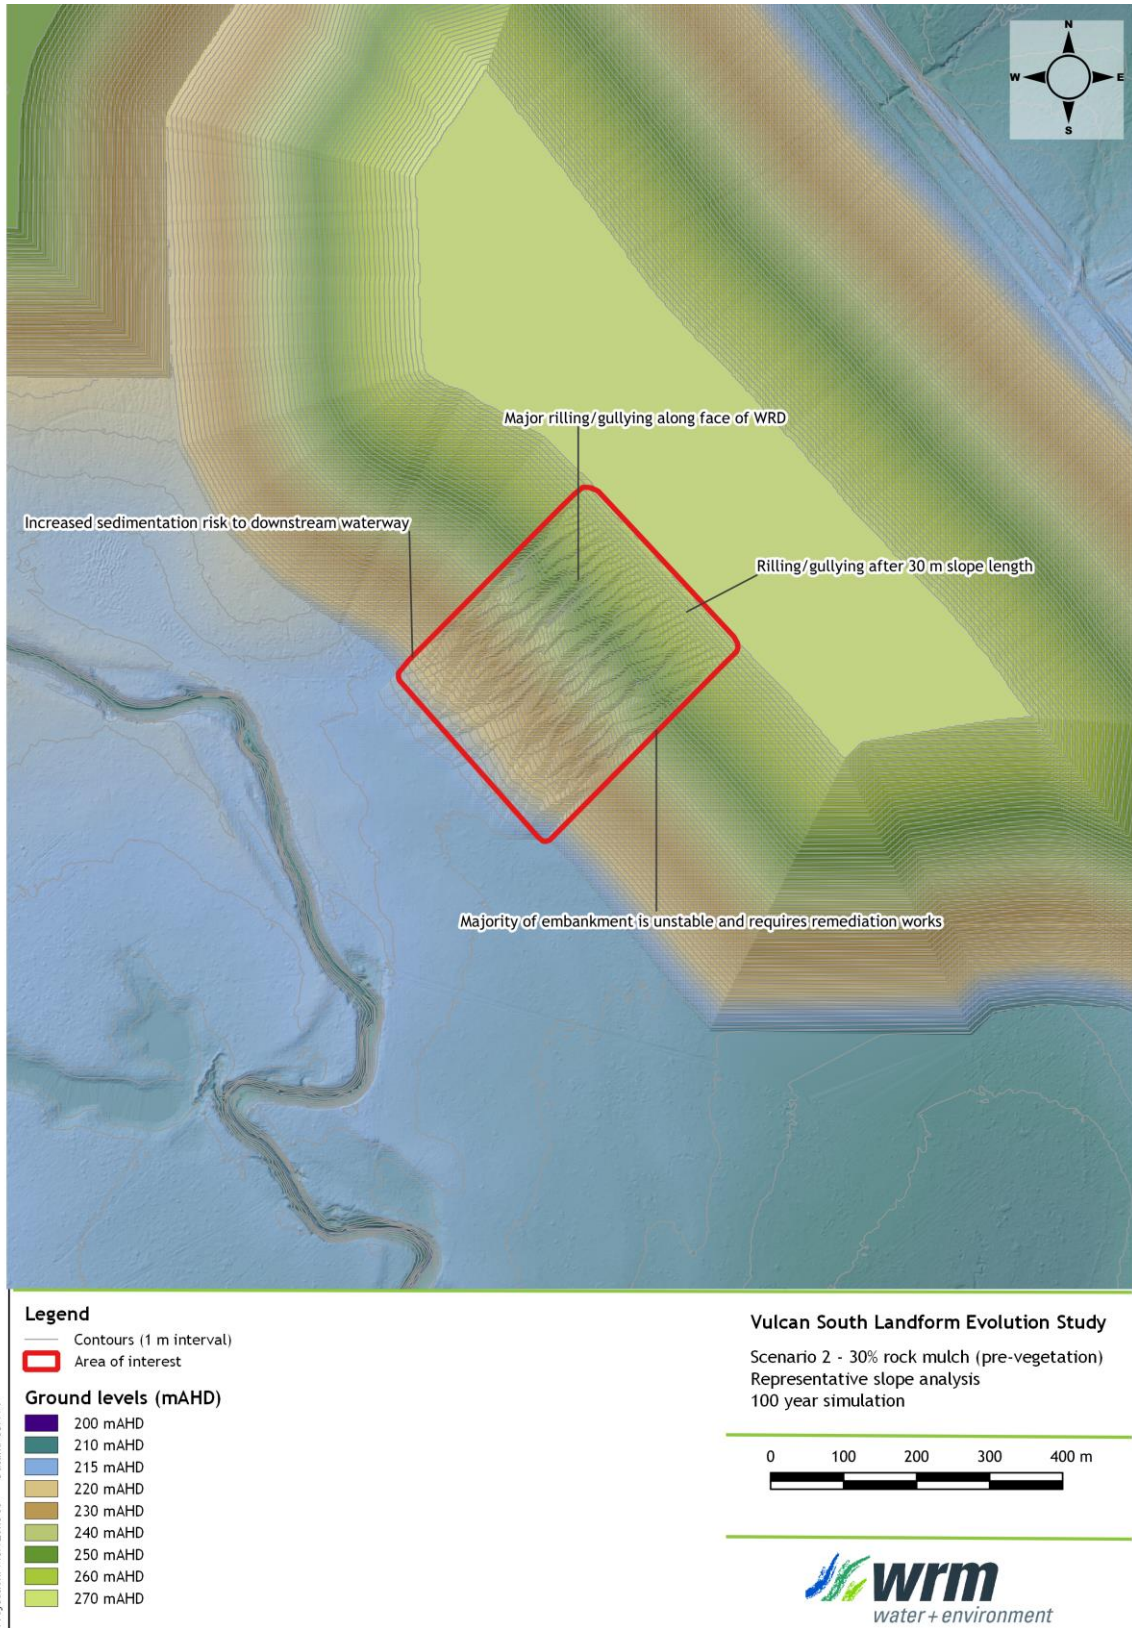 N
W E
S
Major rilling/gullying along face of WRD
Increased sedimentation risk to downstream waterway
Rilling/gullying after 30 m slope length
Majority of embankment is unstable and requires remediation works
Legend
Contours (1 m interval)
Area of interest
Ground levels (mAHD)
200 mAHD
210 mAHD
215 mAHD
220 mAHD
230 mAHD
240 mAHD
250 mAHD
260 mAHD
270 mAHD
Vulcan South Landform Evolution Study
Scenario 2 - 30% rock mulch (pre-vegetation)
Representative slope analysis
100 year simulation
0 100 200 300 400 m
wrm
water + environment